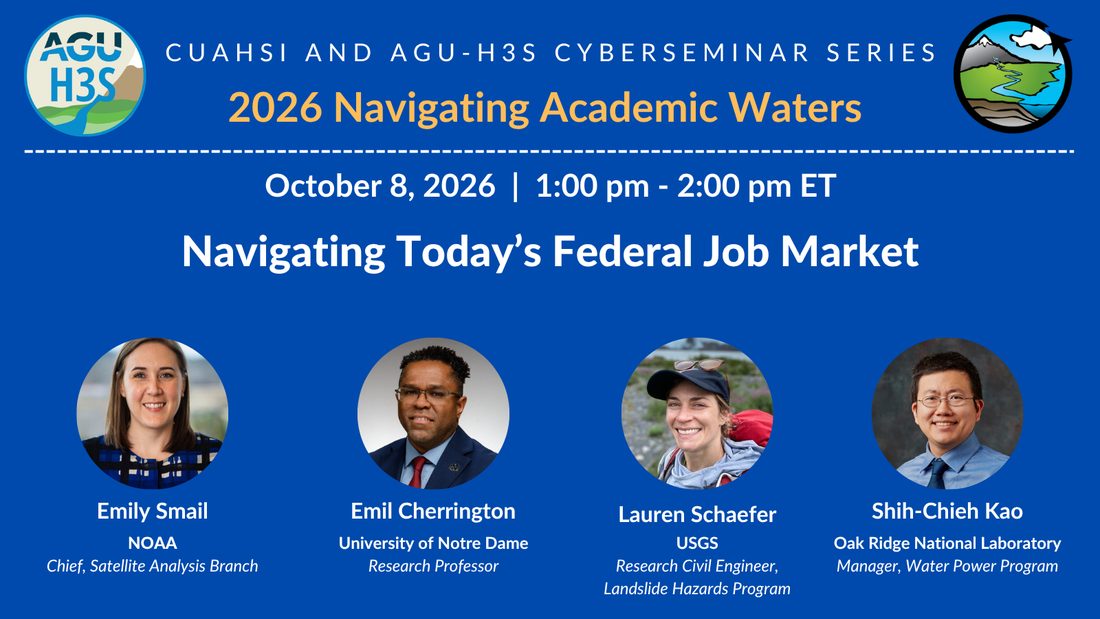 AGU
H3S
CUAHSI AND AGU-H3S CYBERSEMINAR SERIES
2026 Navigating Academic Waters
October 8, 2026 | 1:00 pm - 2:00 pm ET
Navigating Today’s Federal Job Market
Emily Smail
NOAA
Chief, Satellite Analysis Branch
Emil Cherrington
University of Notre Dame
Research Professor
Lauren Schaefer
USGS
Research Civil Engineer,
Landslide Hazards Program
Shih-Chieh Kao
Oak Ridge National Laboratory
Manager, Water Power Program